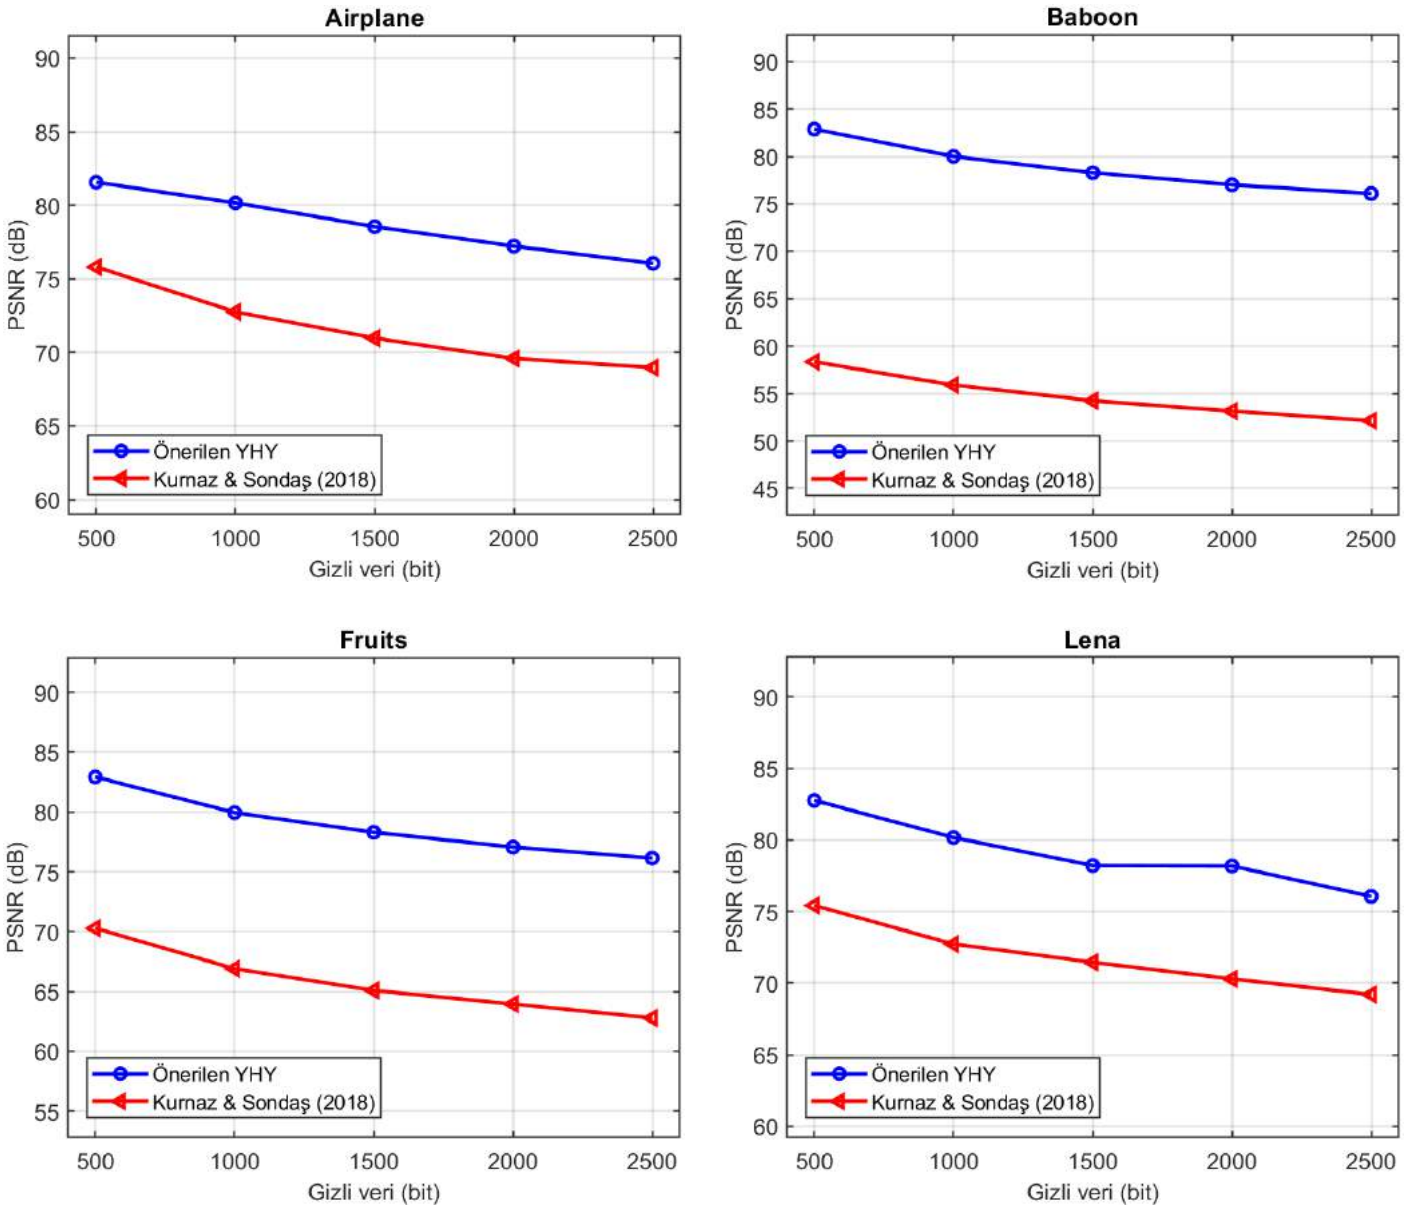 Airplane
90
85
80
75
70
65
60
PSNR (dB)
Önerilen YHY
Kurnaz & Sondaş (2018)
500 1000 1500 2000 2500
Gizli veri (bit)
Baboon
90
85
80
75
70
65
60
55
50
45
PSNR (dB)
Önerilen YHY
Kurnaz & Sondaş (2018)
500 1000 1500 2000 2500
Gizli veri (bit)
Fruits
90
85
80
75
70
65
60
55
PSNR (dB)
Önerilen YHY
Kurnaz & Sondaş (2018)
500 1000 1500 2000 2500
Gizli veri (bit)
Lena
90
85
80
75
70
65
60
PSNR (dB)
Önerilen YHY
Kurnaz & Sondaş (2018)
500 1000 1500 2000 2500
Gizli veri (bit)